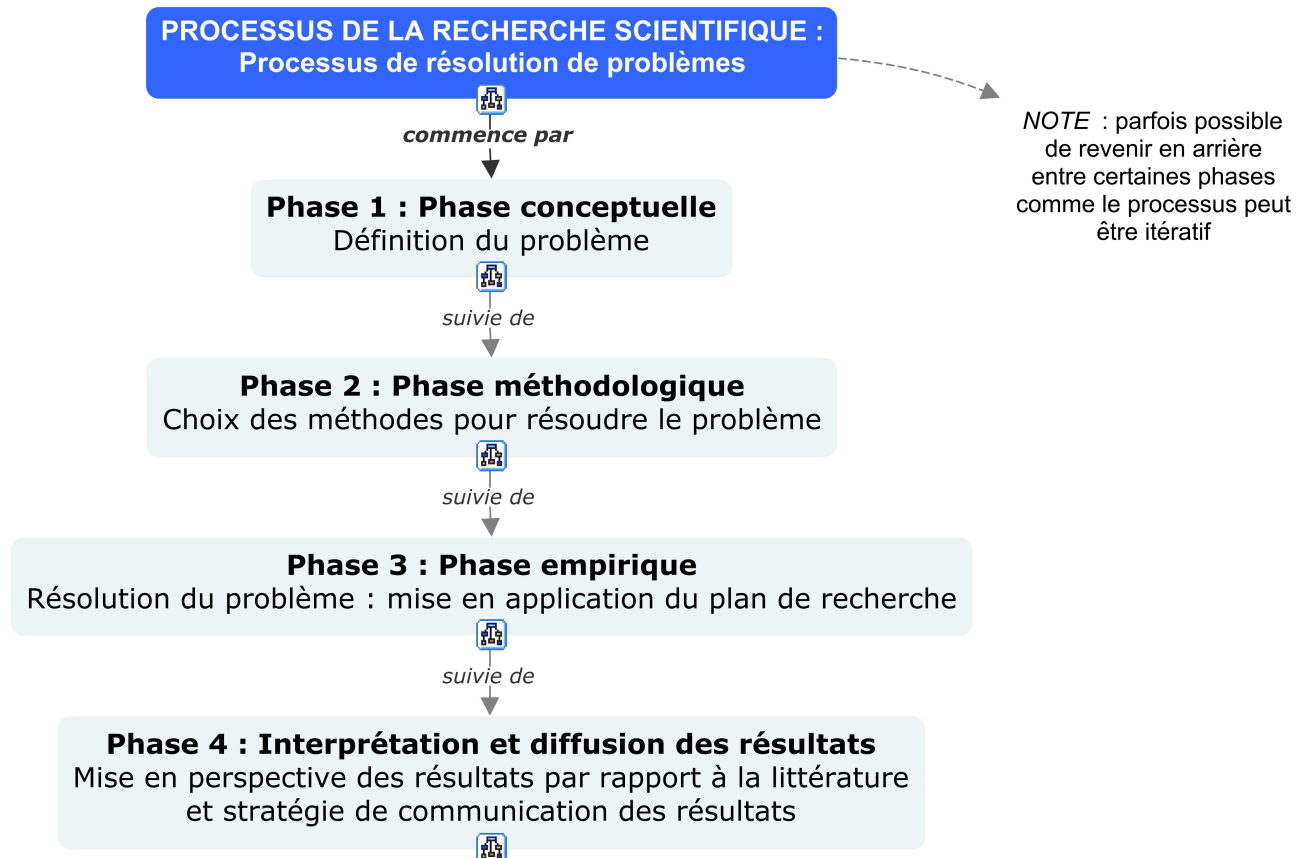 PROCESSUS DE LA RECHERCHE SCIENTIFIQUE :
Processus de résolution de problèmes
NOTE : parfois possible
de revenir en arrière
entre certaines phases
comme le processus peut
être itératif
commence par
Phase 1 : Phase conceptuelle
Définition du problème
suivie de
Phase 2 : Phase méthodologique
Choix des méthodes pour résoudre le problème
suivie de
Phase 3 : Phase empirique
Résolution du problème : mise en application du plan de recherche
suivie de
Phase 4 : Interprétation et diffusion des résultats
Mise en perspective des résultats par rapport à la littérature
et stratégie de communication des résultats